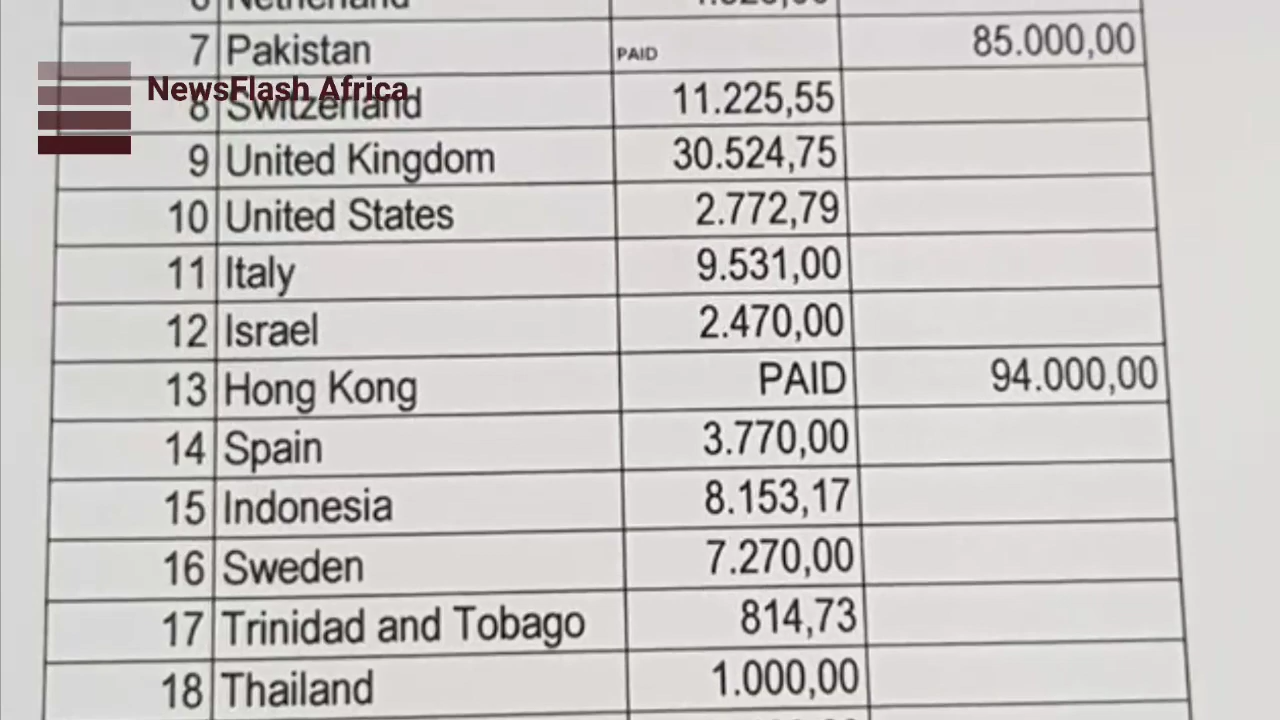 7 Pakistan PAID 85.000,00
NewsFlash Africa
8 Switzerland 11.225,55
9 United Kingdom 30.524,75
10 United States 2.772,79
11 Italy 9.531,00
12 Israel 2.470,00
13 Hong Kong PAID 94.000,00
14 Spain 3.770,00
15 Indonesia 8.153,17
16 Sweden 7.270,00
17 Trinidad and Tobago 814,73
18 Thailand 1.000,00